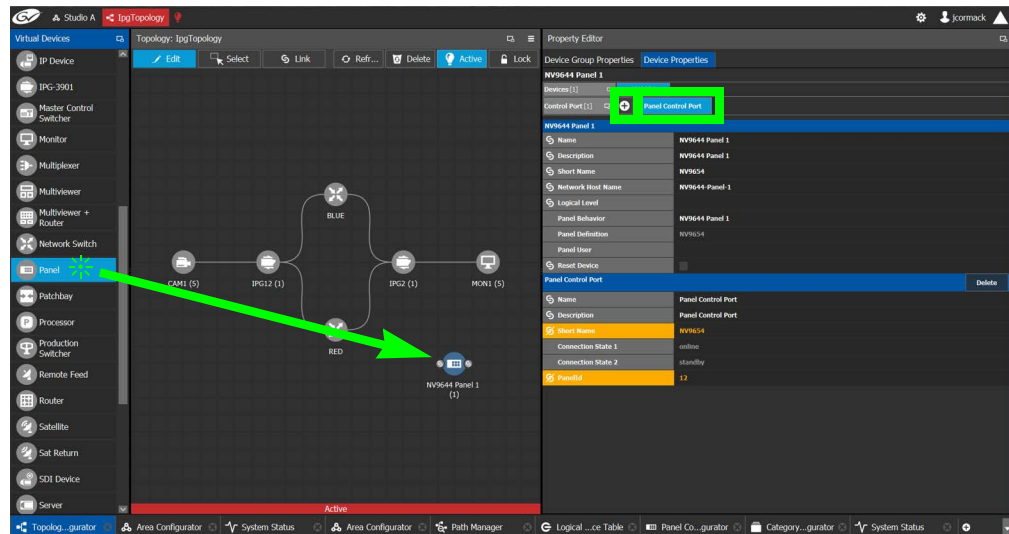 Studio A
IpgTopology
jcormack
Virtual Devices
IP Device
IPG-3901
Master Control
Switcher
Monitor
Multiplexer
Multiviewer
Multiviewer +
Router
Network Switch
Panel
Patchbay
Processor
Production
Switcher
Remote Feed
Router
Satellite
Sat Return
SDI Device
Server
Topology: IpgTopology
Edit
Select
Link
Refr...
Delete
Active
Lock
BLUE
CAM1 (5)
IPG12 (1)
IPG2 (1)
MON1 (5)
RED
NV9644 Panel 1
(1)
Active
Property Editor
Device Group Properties
Device Properties
NV9644 Panel 1
Devices [1]
Control Port [1]
Panel Control Port
NV9644 Panel 1
Name NV9644 Panel 1
Description NV9644 Panel 1
Short Name NV9654
Network Host Name NV9644-Panel-1
Logical Level
Panel Behavior NV9644 Panel 1
Panel Definition NV9654
Panel User
Reset Device
Panel Control Port
Delete
Name Panel Control Port
Description Panel Control Port
Short Name NV9654
Connection State 1 online
Connection State 2 standby
PanelId 12
Topolog...gurator
Area Configurator
System Status
Area Configurator
Path Manager
Logical ...ce Table
Panel Co...gurator
Category...gurator
System Status